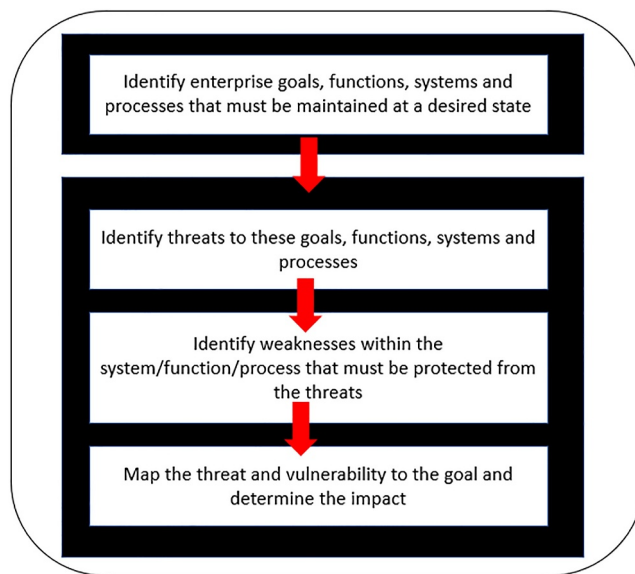 Identify enterprise goals, functions, systems and
processes that must be maintained at a desired state
Identify threats to these goals, functions, systems and
processes
Identify weaknesses within the
system/function/process that must be protected from
the threats
Map the threat and vulnerability to the goal and
determine the impact